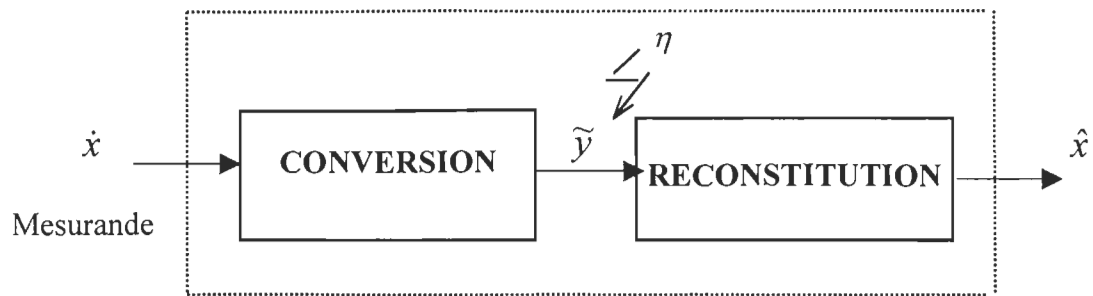 η
ẋ
CONVERSION
ỹ
RECONSTITUTION
x̂
Mesurande